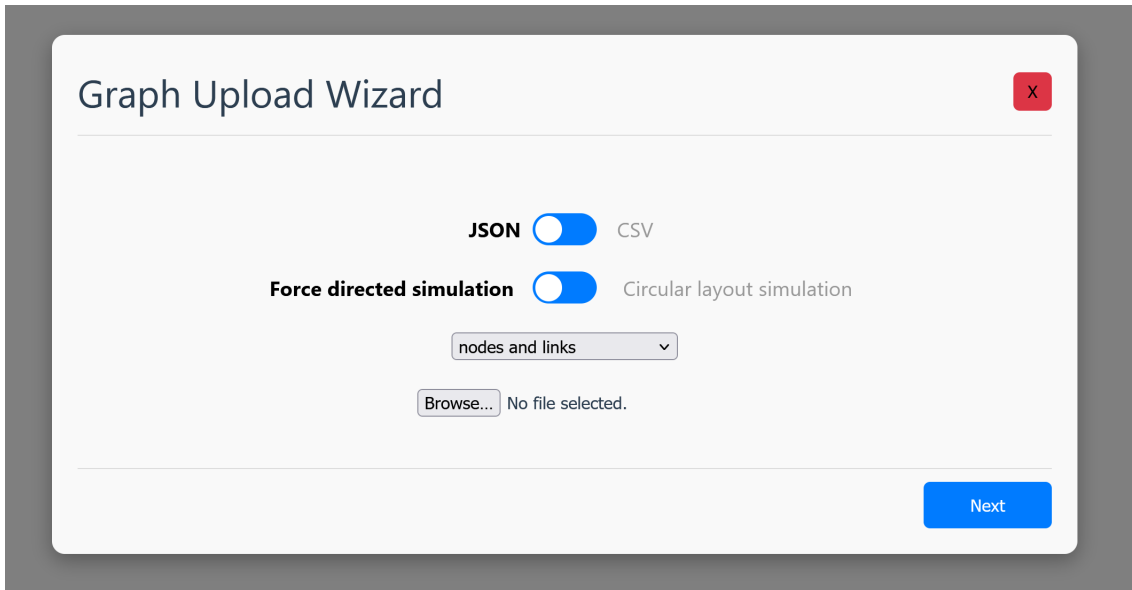 Graph Upload Wizard X
JSON CSV
Force directed simulation Circular layout simulation
nodes and links
Browse... No file selected.
Next